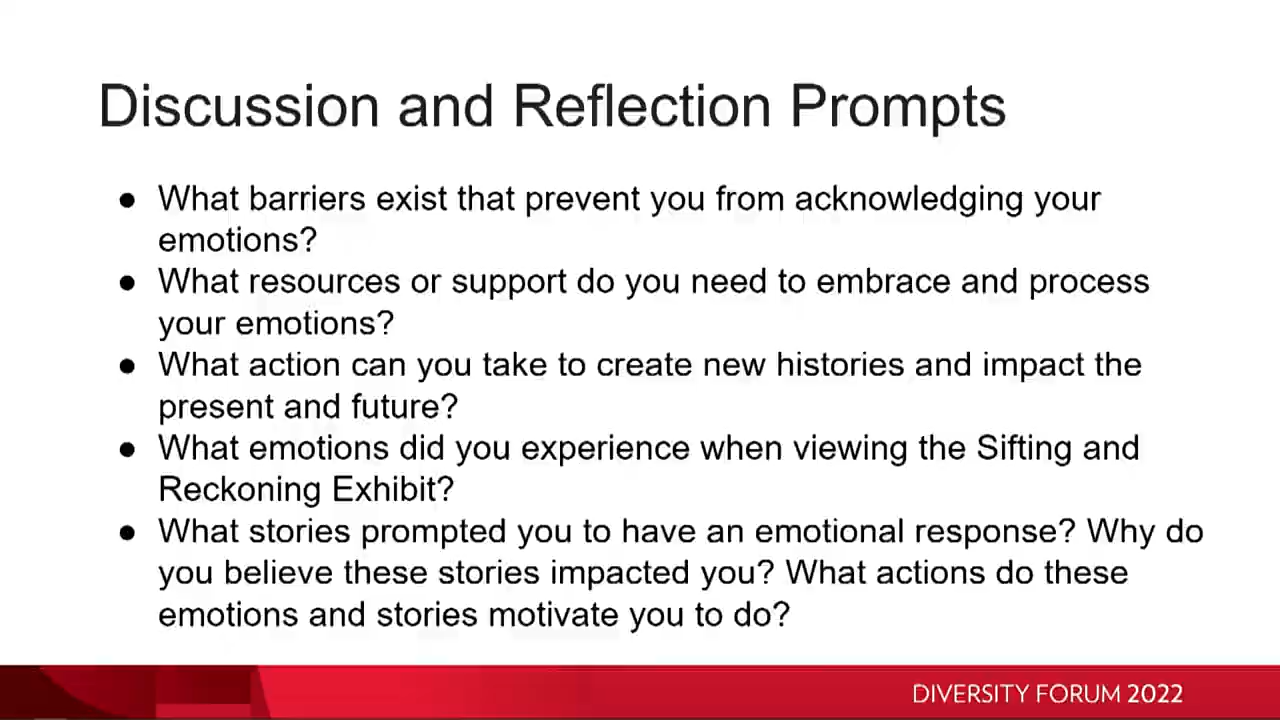 Discussion and Reflection Prompts
● What barriers exist that prevent you from acknowledging your
emotions?
● What resources or support do you need to embrace and process
your emotions?
● What action can you take to create new histories and impact the
present and future?
● What emotions did you experience when viewing the Sifting and
Reckoning Exhibit?
● What stories prompted you to have an emotional response? Why do
you believe these stories impacted you? What actions do these
emotions and stories motivate you to do?
DIVERSITY FORUM 2022